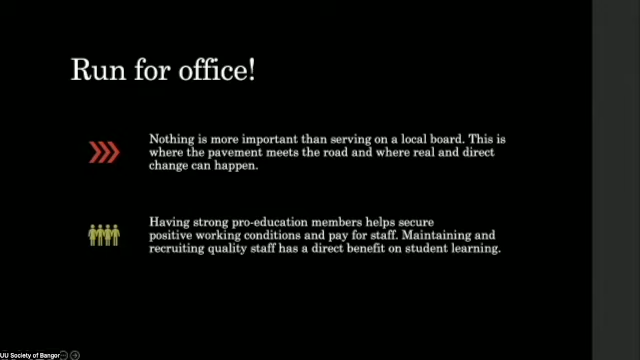 Run for office!
Nothing is more important than serving on a local board. This is
where the pavement meets the road and where real and direct
change can happen.
Having strong pro-education members helps secure
positive working conditions and pay for staff. Maintaining and
recruiting quality staff has a direct benefit on student learning.
UU Society of Bangor